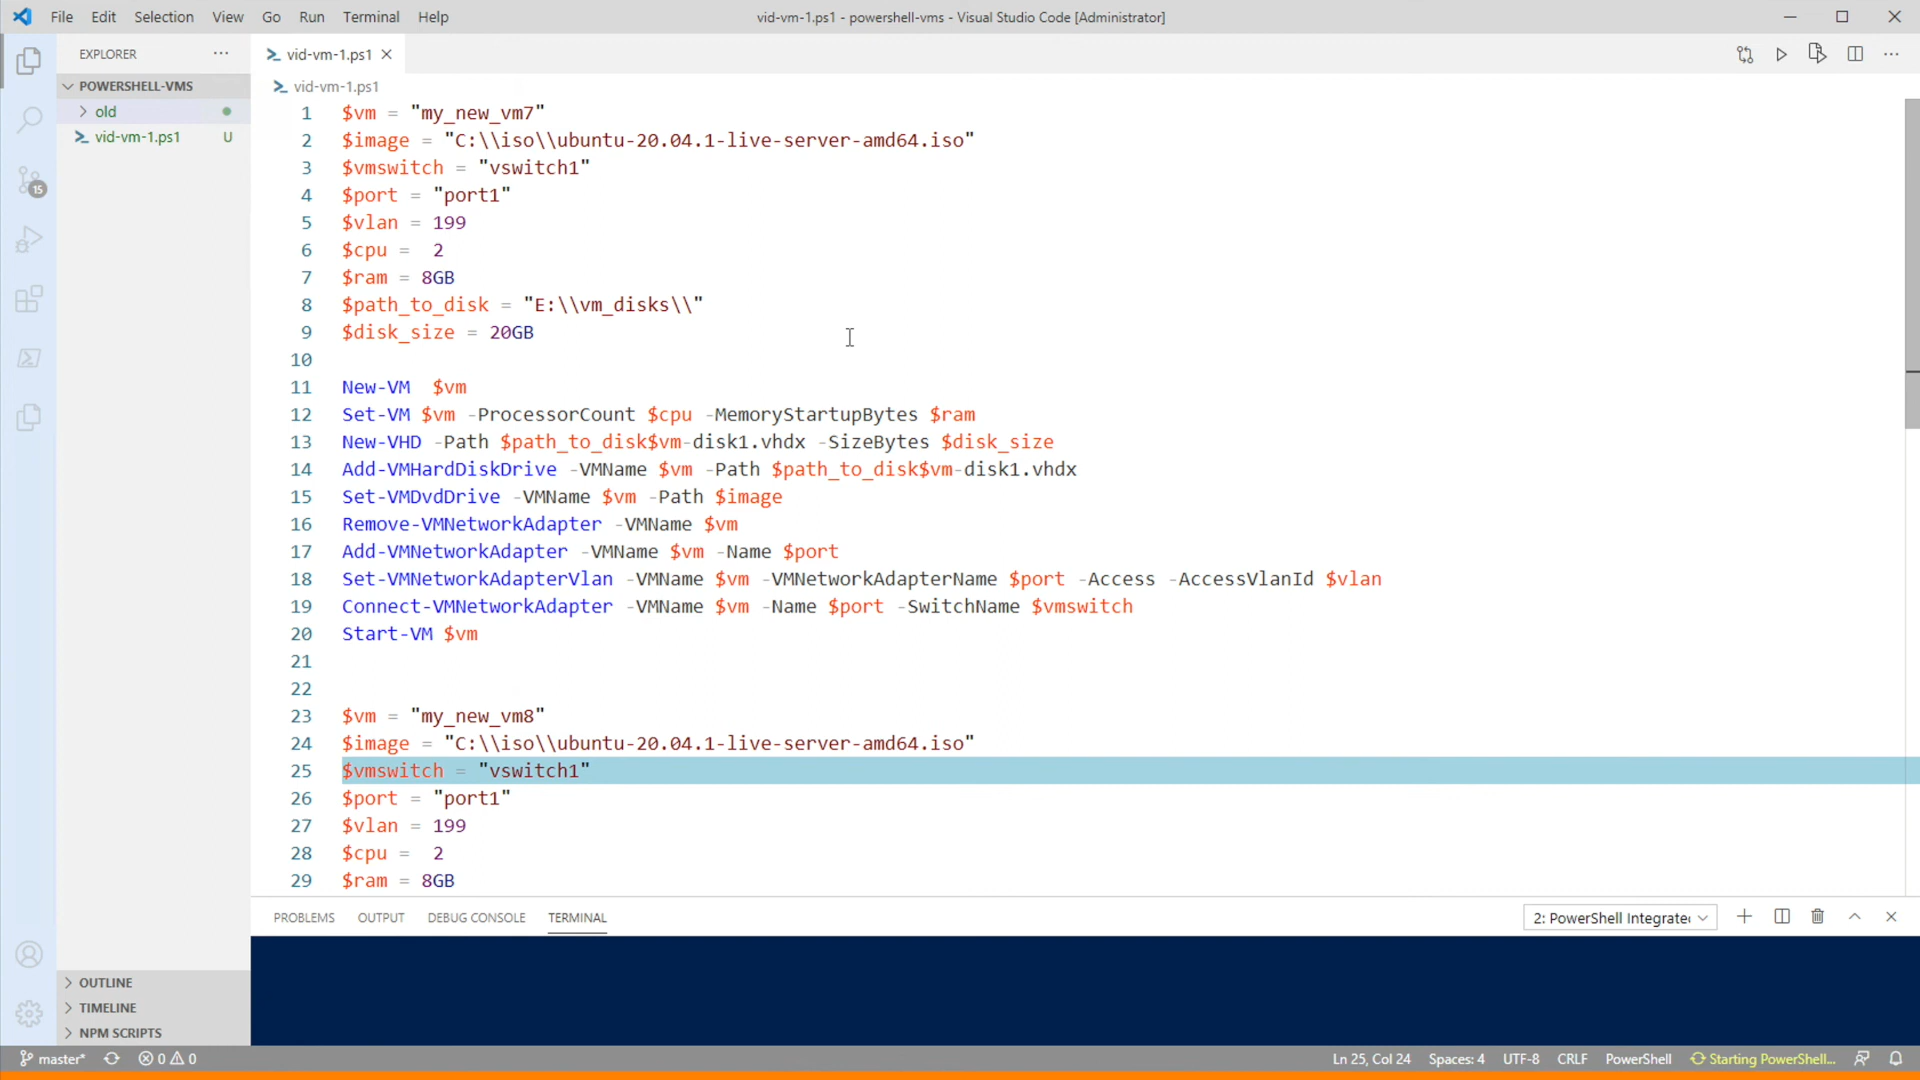 File Edit Selection View Go Run Terminal Help
vid-vm-1.ps1 - powershell-vms - Visual Studio Code [Administrator]
EXPLORER
vid-vm-1.ps1
POWERSHELL-VMS
vid-vm-1.ps1
old
vid-vm-1.ps1 U
15
1 $vm = "my_new_vm7"
2 $image = "C:\\iso\\ubuntu-20.04.1-live-server-amd64.iso"
3 $vmswitch = "vswitch1"
4 $port = "port1"
5 $vlan = 199
6 $cpu =  2
7 $ram = 8GB
8 $path_to_disk = "E:\\vm_disks\\"
9 $disk_size = 20GB
10
11 New-VM  $vm
12 Set-VM $vm -ProcessorCount $cpu -MemoryStartupBytes $ram
13 New-VHD -Path $path_to_disk$vm-disk1.vhdx -SizeBytes $disk_size
14 Add-VMHardDiskDrive -VMName $vm -Path $path_to_disk$vm-disk1.vhdx
15 Set-VMDvdDrive -VMName $vm -Path $image
16 Remove-VMNetworkAdapter -VMName $vm
17 Add-VMNetworkAdapter -VMName $vm -Name $port
18 Set-VMNetworkAdapterVlan -VMName $vm -VMNetworkAdapterName $port -Access -AccessVlanId $vlan
19 Connect-VMNetworkAdapter -VMName $vm -Name $port -SwitchName $vmswitch
20 Start-VM $vm
21
22
23 $vm = "my_new_vm8"
24 $image = "C:\\iso\\ubuntu-20.04.1-live-server-amd64.iso"
25 $vmswitch = "vswitch1"
26 $port = "port1"
27 $vlan = 199
28 $cpu =  2
29 $ram = 8GB
PROBLEMS OUTPUT DEBUG CONSOLE TERMINAL
2: PowerShell Integrate
OUTLINE
TIMELINE
NPM SCRIPTS
master* 0 0
Ln 25, Col 24 Spaces: 4 UTF-8 CRLF PowerShell Starting PowerShell...